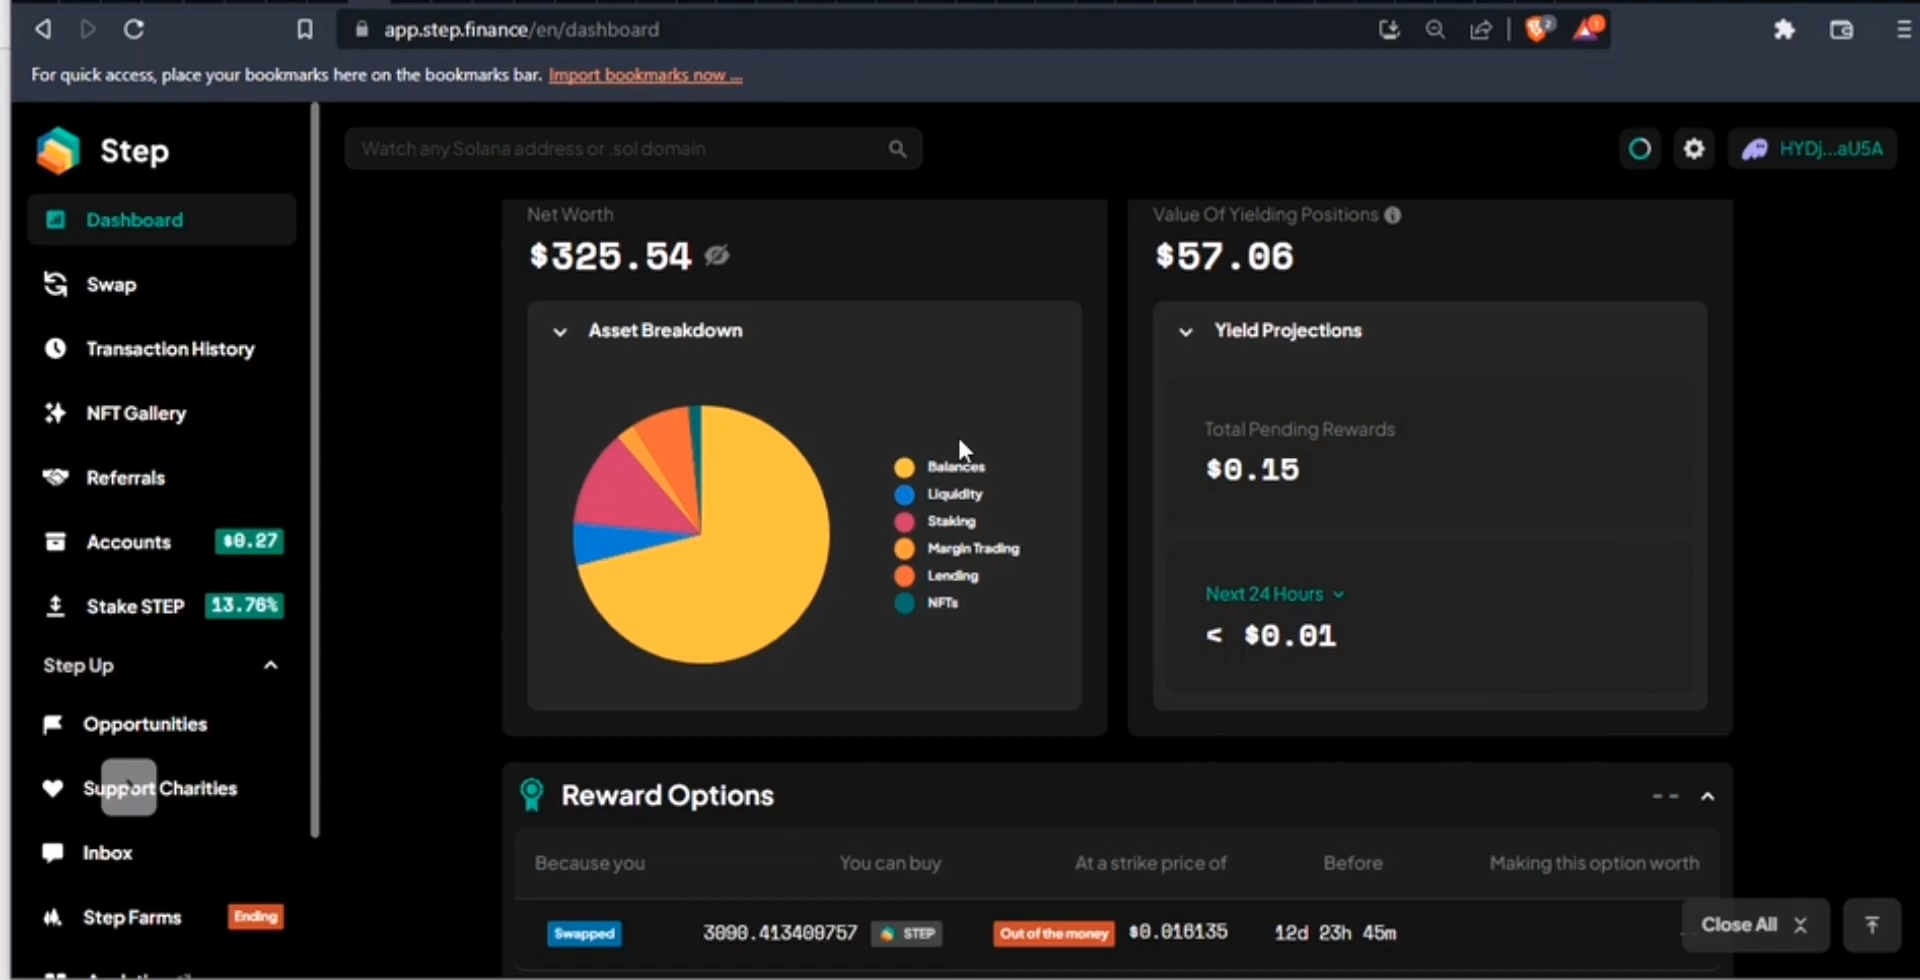 app.step.finance/en/dashboard
2
1
For quick access, place your bookmarks here on the bookmarks bar. Import bookmarks now ...
Step
Watch any Solana address or .sol domain
HYDj...aU5A
Dashboard
Swap
Transaction History
NFT Gallery
Referrals
Accounts $0.27
Stake STEP 13.76%
Step Up
Opportunities
Support Charities
Inbox
Step Farms Ending
Net Worth
$325.54
Asset Breakdown
Balances
Liquidity
Staking
Margin Trading
Lending
NFTs
Value Of Yielding Positions
$57.06
Yield Projections
Total Pending Rewards
$0.15
Next 24 Hours
< $0.01
Reward Options
--
Because you You can buy At a strike price of Before Making this option worth
Swapped 3090.413409757 STEP Out of the money $0.016135 12d 23h 45m
Close All